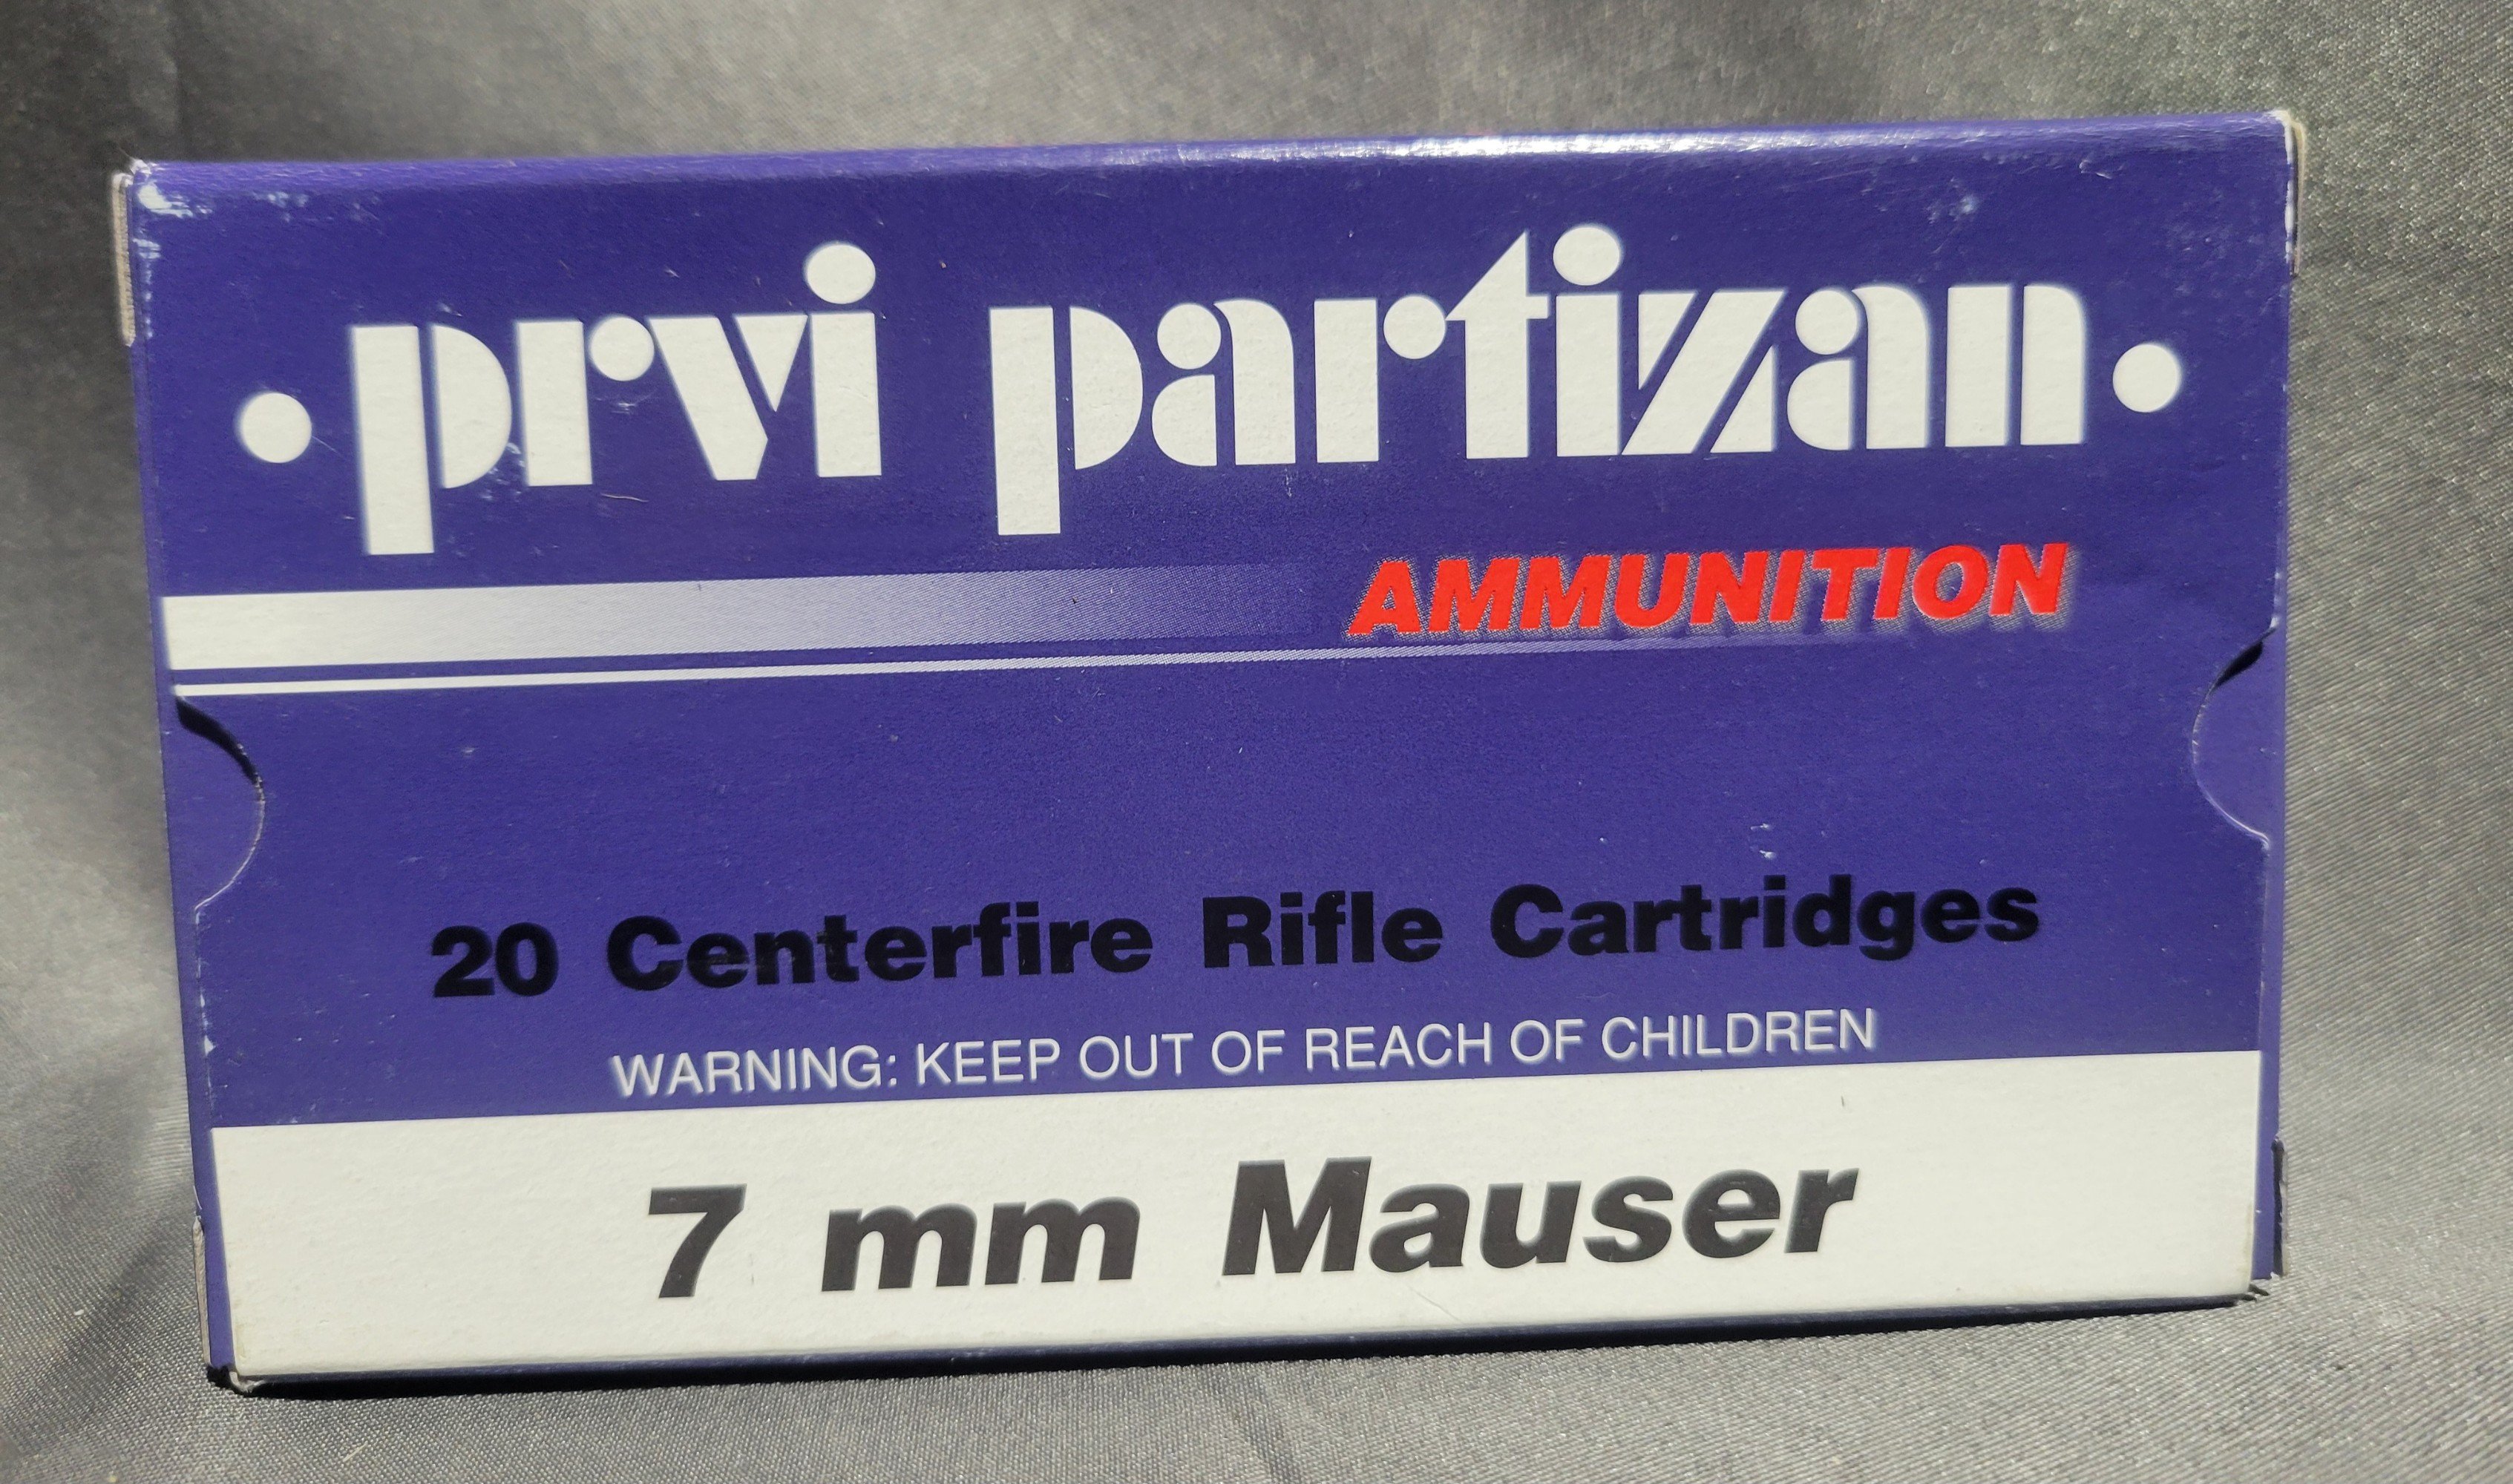 •prvi partizan•
AMMUNITION
20 Centerfire Rifle Cartridges
WARNING: KEEP OUT OF REACH OF CHILDREN
7 mm Mauser